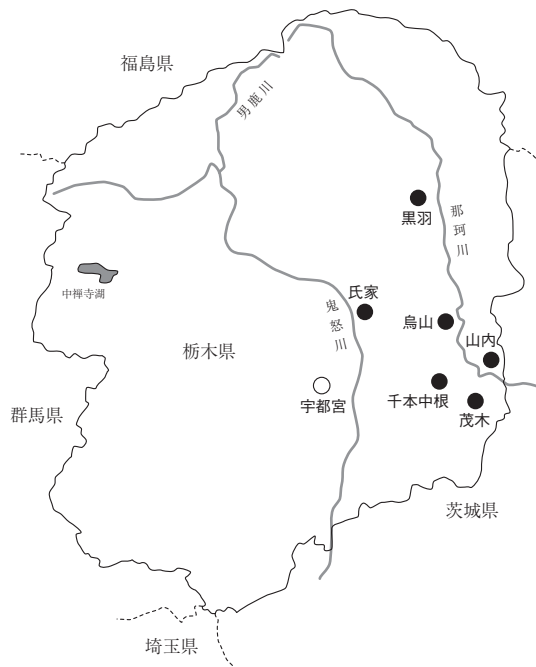 福島県
男鹿川
那珂川
黒羽
中禅寺湖
氏家
鬼怒川
烏山
山内
栃木県
千本中根
宇都宮
茂木
群馬県
茨城県
埼玉県